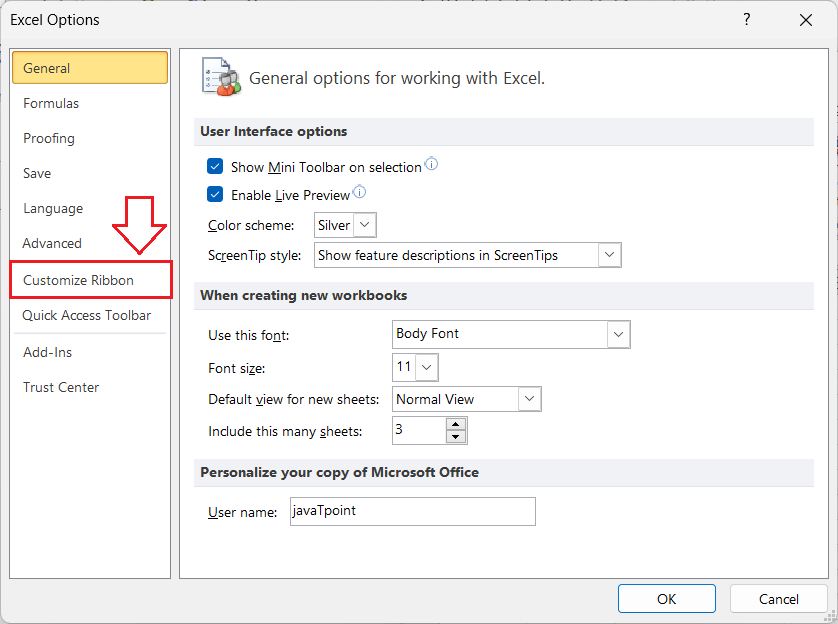 Excel Options
?
General
Formulas
Proofing
Save
Language
Advanced
Customize Ribbon
Quick Access Toolbar
Add-Ins
Trust Center
General options for working with Excel.
User Interface options
Show Mini Toolbar on selection
Enable Live Preview
Color scheme: Silver
ScreenTip style: Show feature descriptions in ScreenTips
When creating new workbooks
Use this font: Body Font
Font size: 11
Default view for new sheets: Normal View
Include this many sheets: 3
Personalize your copy of Microsoft Office
User name: javaTpoint
OK Cancel